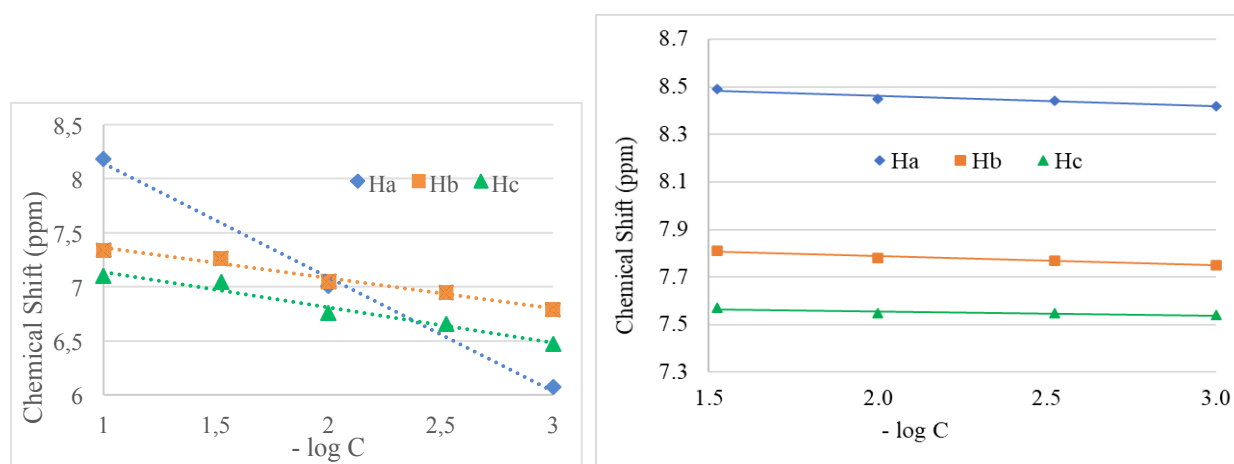 8,5
8
7,5
7
6,5
6
Chemical Shift (ppm)
Ha Hb Hc
1 1,5 2 2,5 3
- log C
8.7
8.5
8.3
8.1
7.9
7.7
7.5
7.3
Chemical Shift (ppm)
Ha Hb Hc
1.5 2.0 2.5 3.0
- log C